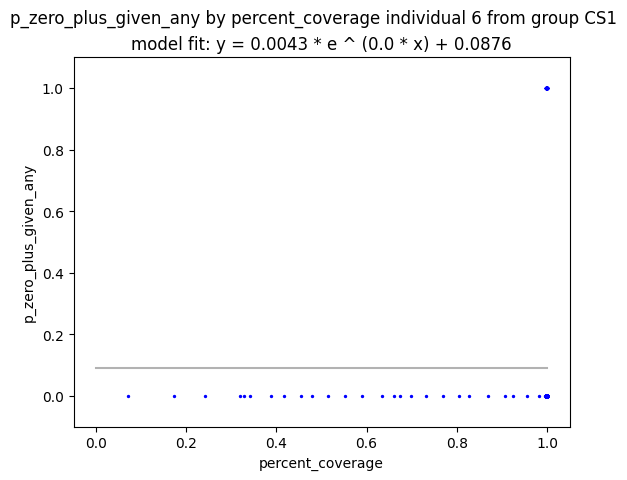 p_zero_plus_given_any by percent_coverage individual 6 from group CS1
model fit: y = 0.0043 * e ^ (0.0 * x) + 0.0876
p_zero_plus_given_any
1.0
0.8
0.6
0.4
0.2
0.0
0.0 0.2 0.4 0.6 0.8 1.0
percent_coverage